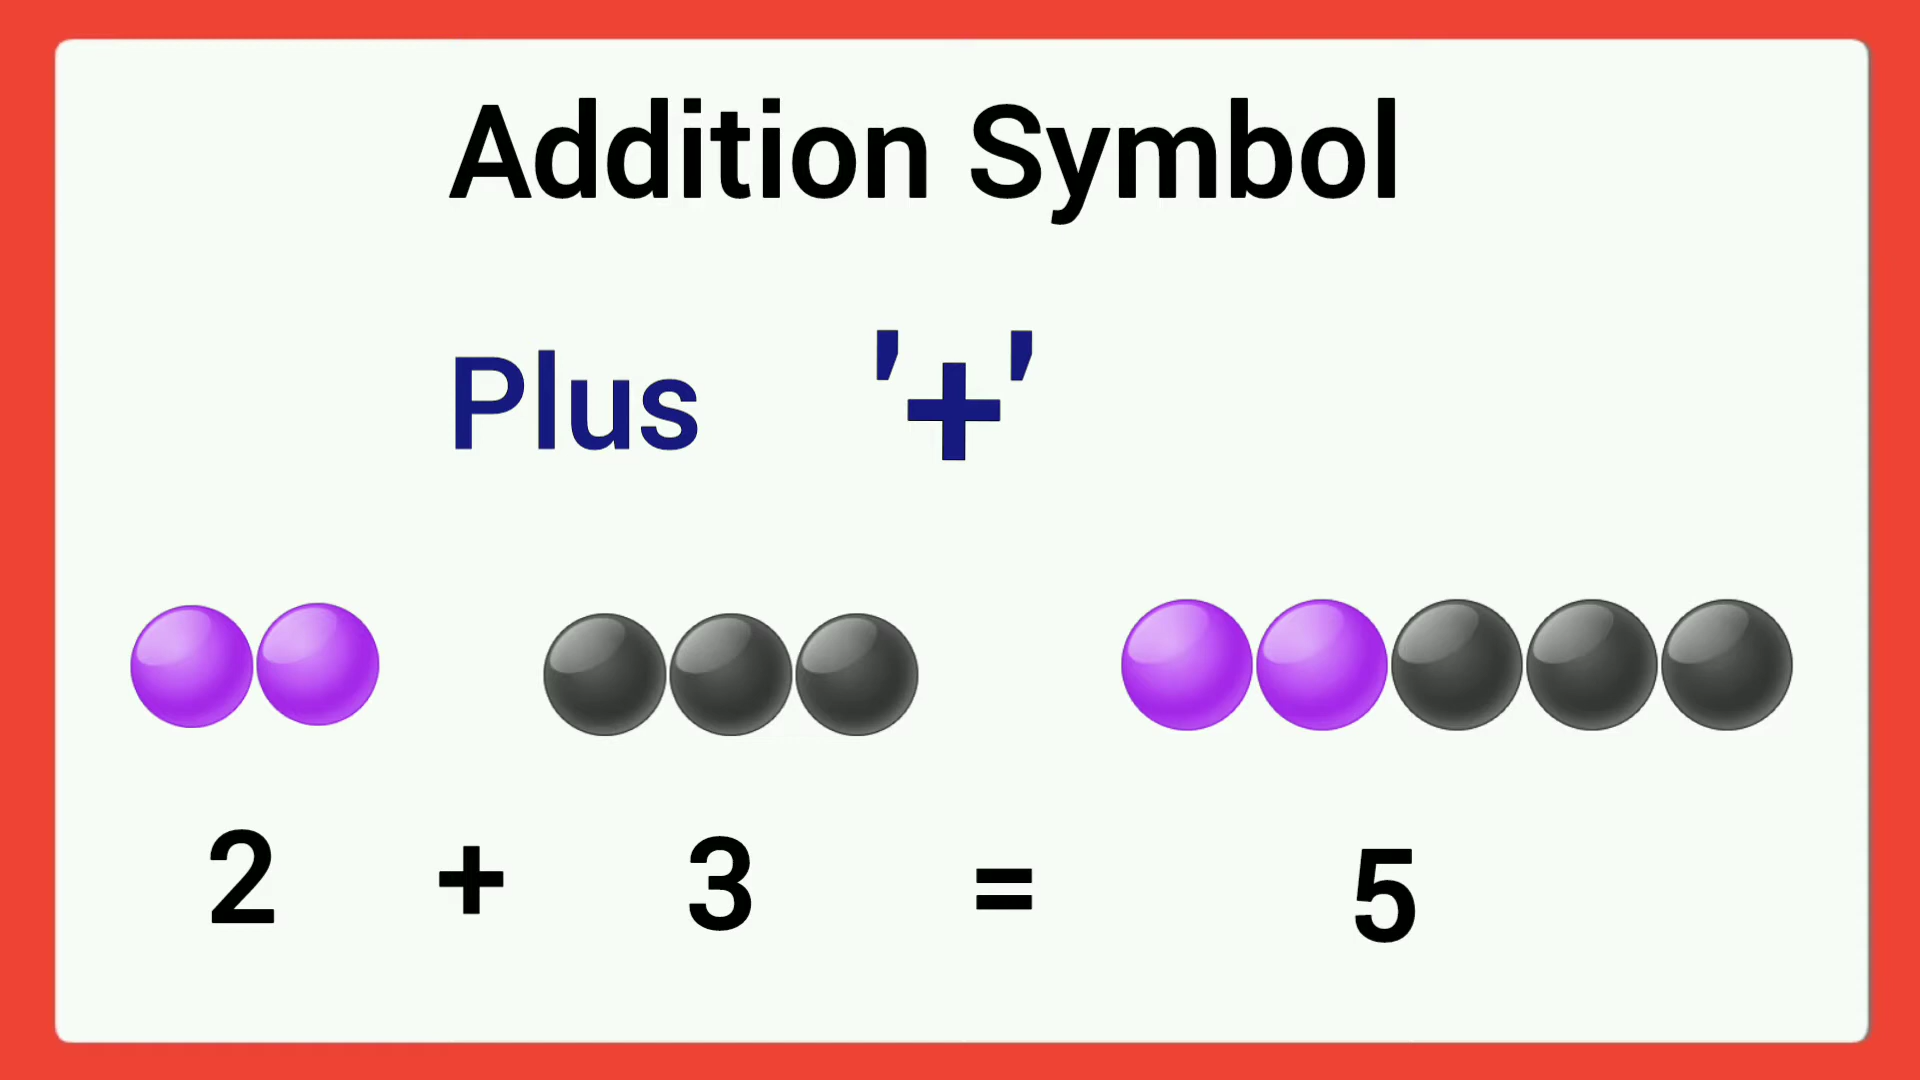 Addition Symbol
Plus '+'
2 + 3 = 5